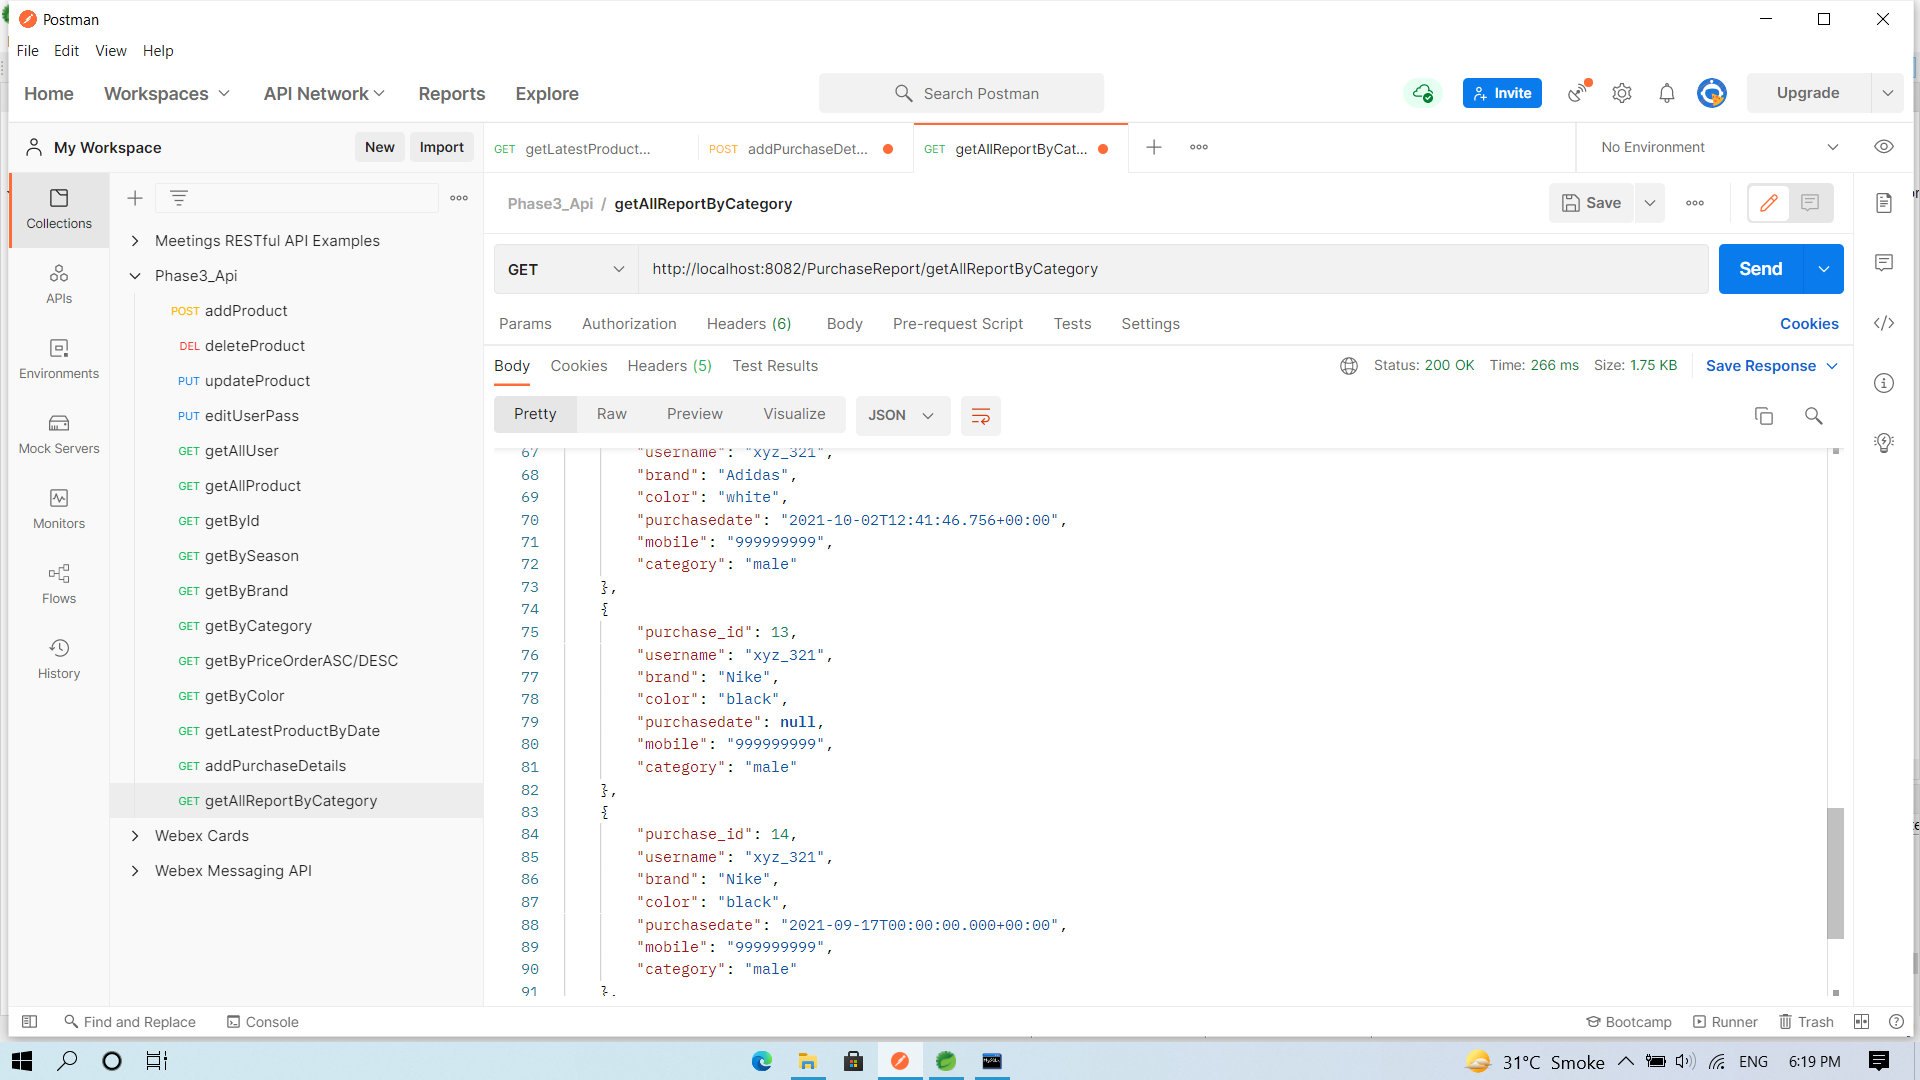 Postman
File Edit View Help
Home Workspaces API Network Reports Explore Search Postman Invite Upgrade
My Workspace New Import GET getLatestProduct... POST addPurchaseDet... GET getAllReportByCat... No Environment
Phase3_Api / getAllReportByCategory Save
GET http://localhost:8082/PurchaseReport/getAllReportByCategory Send
Params Authorization Headers (6) Body Pre-request Script Tests Settings Cookies
Body Cookies Headers (5) Test Results Status: 200 OK Time: 266 ms Size: 1.75 KB Save Response
Pretty Raw Preview Visualize JSON
Collections
APIs
Environments
Mock Servers
Monitors
Flows
History
Meetings RESTful API Examples
Phase3_Api
POST addProduct
DEL deleteProduct
PUT updateProduct
PUT editUserPass
GET getAllUser
GET getAllProduct
GET getById
GET getBySeason
GET getByBrand
GET getByCategory
GET getByPriceOrderASC/DESC
GET getByColor
GET getLatestProductByDate
GET addPurchaseDetails
GET getAllReportByCategory
Webex Cards
Webex Messaging API
67 "username": "xyz_321",
68 "brand": "Adidas",
69 "color": "white",
70 "purchasedate": "2021-10-02T12:41:46.756+00:00",
71 "mobile": "999999999",
72 "category": "male"
73 },
74 {
75 "purchase_id": 13,
76 "username": "xyz_321",
77 "brand": "Nike",
78 "color": "black",
79 "purchasedate": null,
80 "mobile": "999999999",
81 "category": "male"
82 },
83 {
84 "purchase_id": 14,
85 "username": "xyz_321",
86 "brand": "Nike",
87 "color": "black",
88 "purchasedate": "2021-09-17T00:00:00.000+00:00",
89 "mobile": "999999999",
90 "category": "male"
91 },
Find and Replace Console Bootcamp Runner Trash
31°C Smoke ENG 6:19 PM